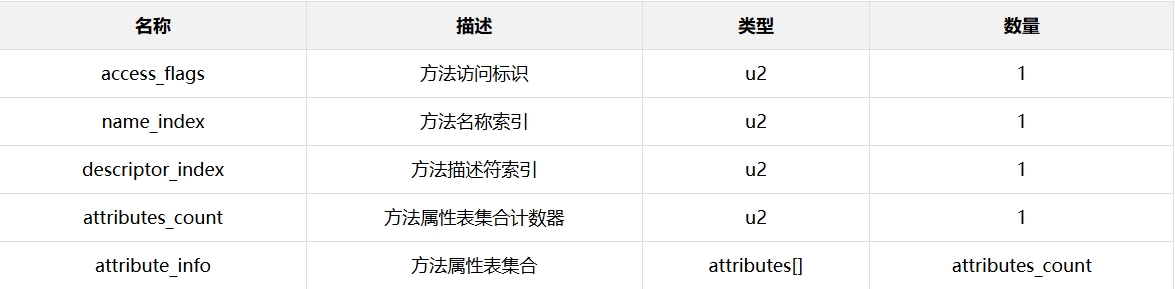 名称 描述 类型 数量
access_flags 方法访问标识 u2 1
name_index 方法名称索引 u2 1
descriptor_index 方法描述符索引 u2 1
attributes_count 方法属性表集合计数器 u2 1
attribute_info 方法属性表集合 attributes[] attributes_count